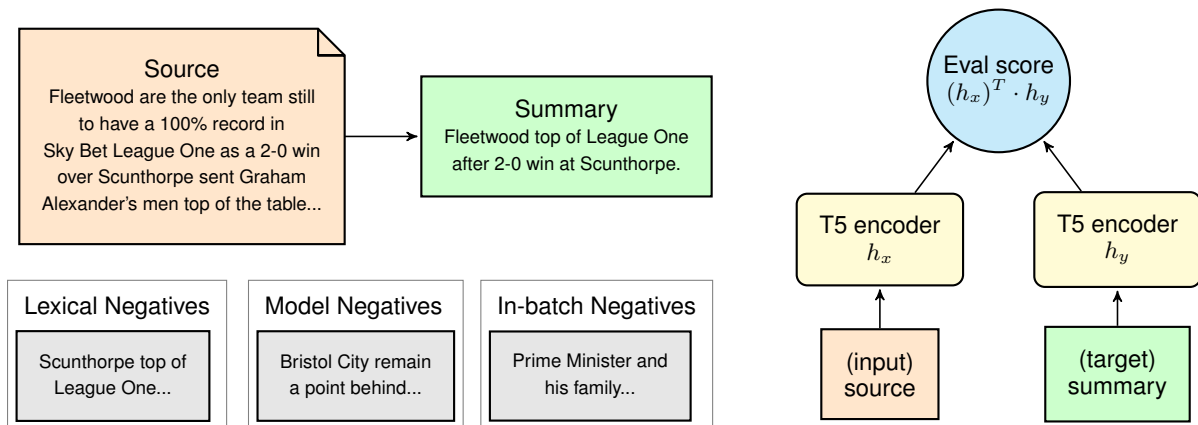 Source
Fleetwood are the only team still
to have a 100% record in
Sky Bet League One as a 2-0 win
over Scunthorpe sent Graham
Alexander's men top of the table...
Summary
Fleetwood top of League One
after 2-0 win at Scunthorpe.
Lexical Negatives
Scunthorpe top of
League One...
Model Negatives
Bristol City remain
a point behind...
In-batch Negatives
Prime Minister and
his family...
Eval score
(h_x)^T · h_y
T5 encoder
h_x
T5 encoder
h_y
(input)
source
(target)
summary